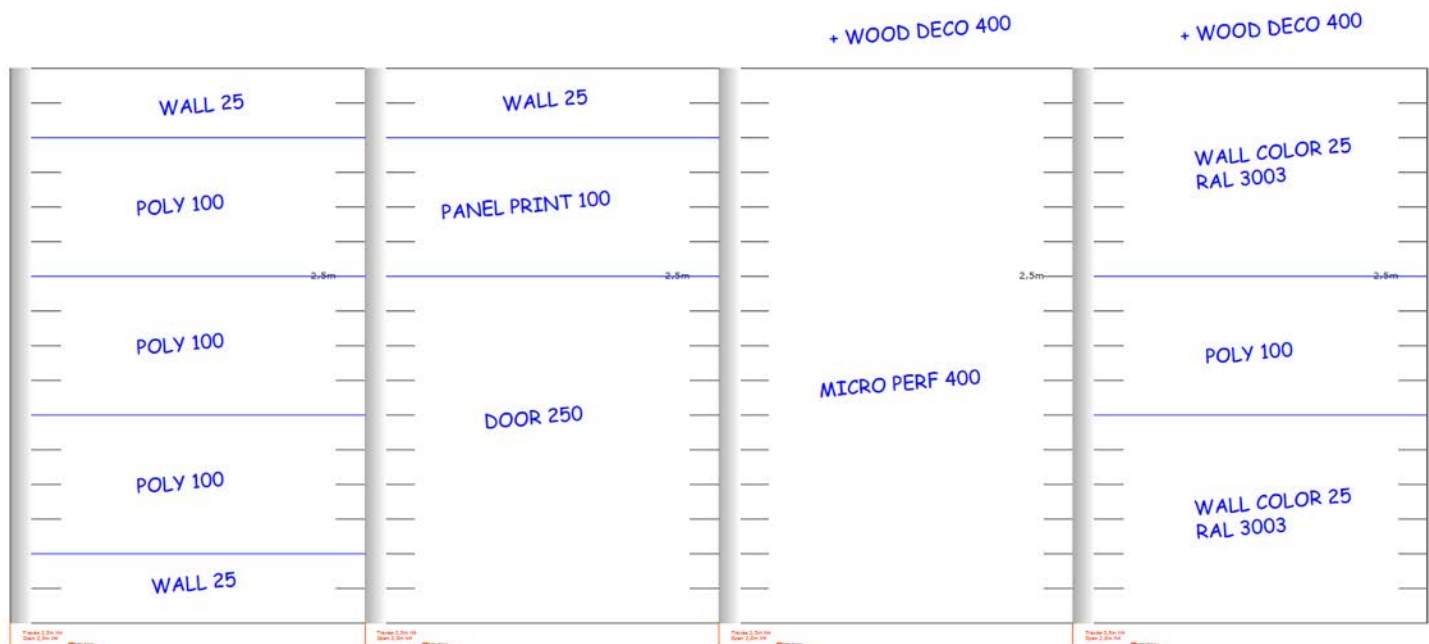 + WOOD DECO 400
+ WOOD DECO 400
WALL 25
POLY 100
2,5m
POLY 100
POLY 100
WALL 25
WALL 25
PANEL PRINT 100
2,5m
DOOR 250
2,5m
MICRO PERF 400
WALL COLOR 25
RAL 3003
2,5m
POLY 100
WALL COLOR 25
RAL 3003